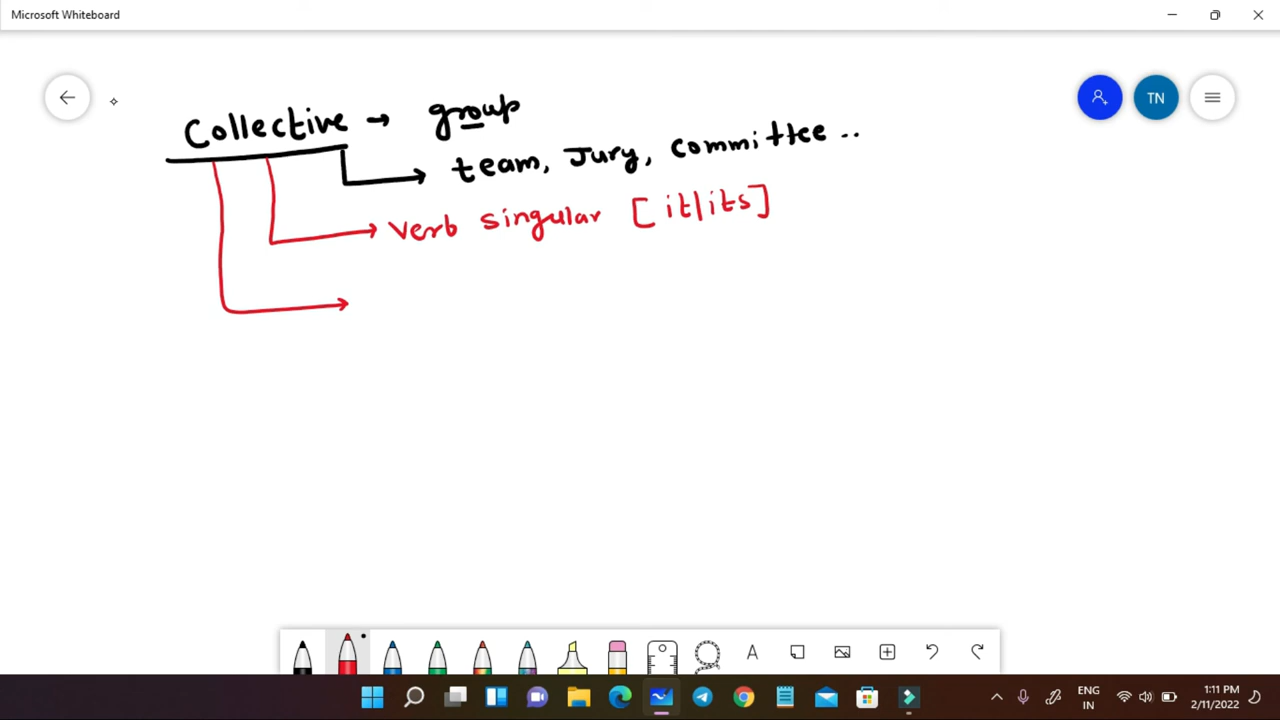 Microsoft Whiteboard
Collective → group
TN
team, Jury, committee ..
Verb singular [it/its]
A
ENG
IN
1:11 PM
2/11/2022